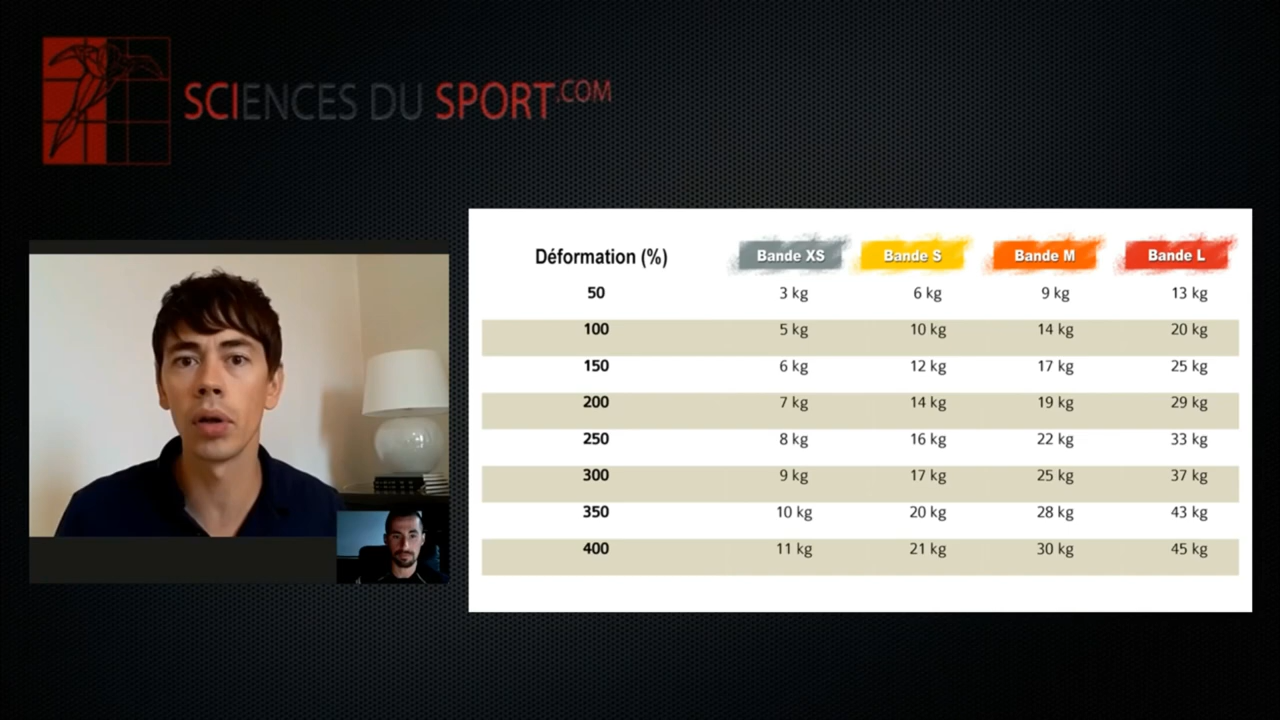 SCIENCES DU SPORT.COM
Déformation (%) Bande XS Bande S Bande M Bande L
50 3 kg 6 kg 9 kg 13 kg
100 5 kg 10 kg 14 kg 20 kg
150 6 kg 12 kg 17 kg 25 kg
200 7 kg 14 kg 19 kg 29 kg
250 8 kg 16 kg 22 kg 33 kg
300 9 kg 17 kg 25 kg 37 kg
350 10 kg 20 kg 28 kg 43 kg
400 11 kg 21 kg 30 kg 45 kg